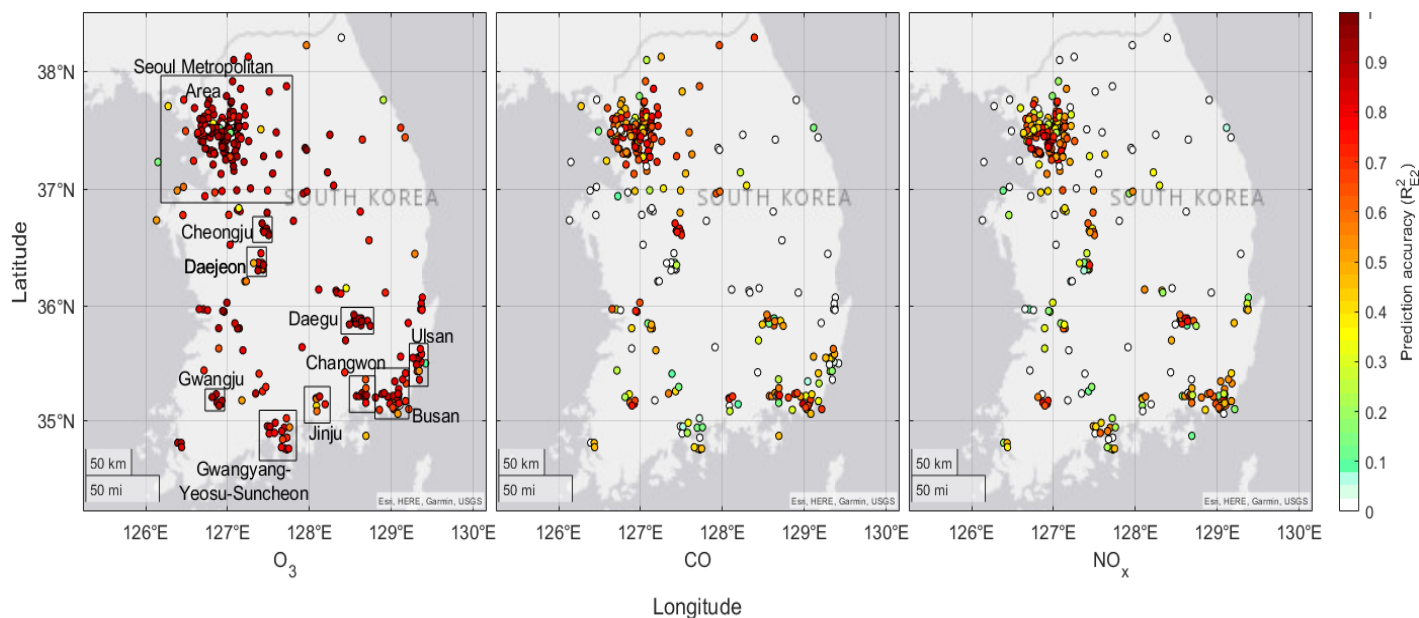 38°N
37°N
36°N
35°N
Latitude
Seoul Metropolitan
Area
SOUTH KOREA
Cheongju
Daejeon
Daegu
Ulsan
Changwon
Gwangju
Busan
Jinju
Gwangyang-
Yeosu-Suncheon
50 km
50 mi
Esri, HERE, Garmin, USGS
126°E 127°E 128°E 129°E 130°E
O3
SOUTH KOREA
50 km
50 mi
Esri, HERE, Garmin, USGS
126°E 127°E 128°E 129°E 130°E
CO
SOUTH KOREA
50 km
50 mi
Esri, HERE, Garmin, USGS
126°E 127°E 128°E 129°E 130°E
NOx
Longitude
1
0.9
0.8
0.7
0.6
0.5
0.4
0.3
0.2
0.1
0
Prediction accuracy (R²E2)